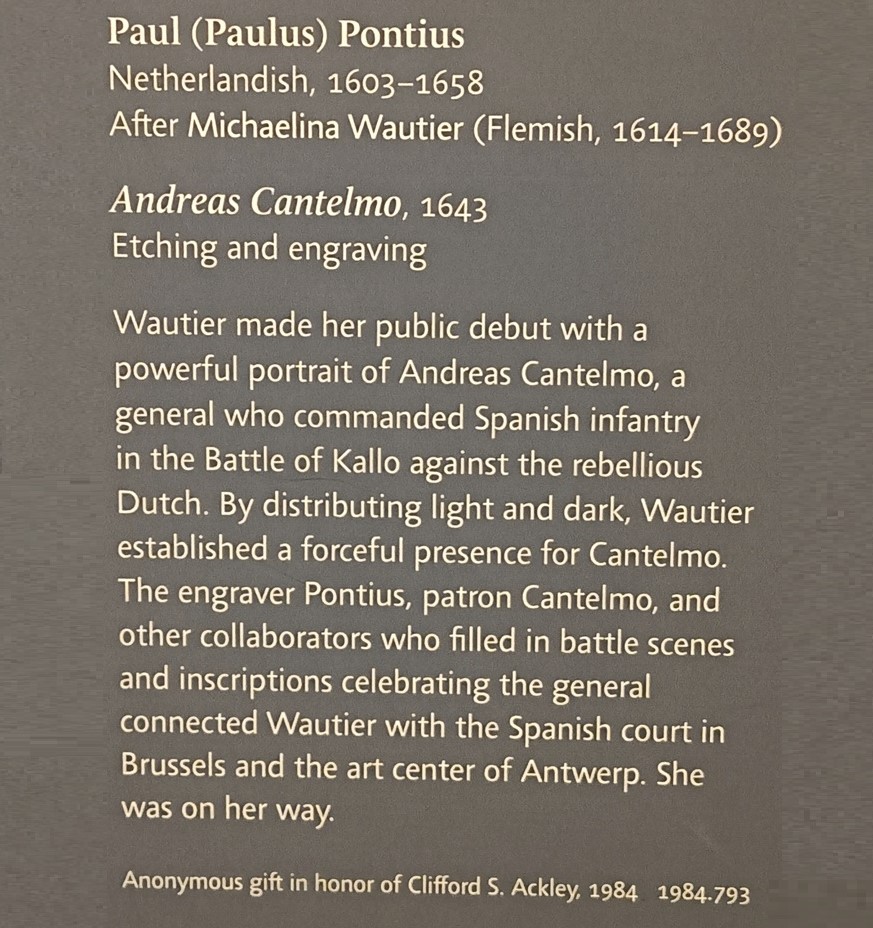 Paul (Paulus) Pontius
Netherlandish, 1603–1658
After Michaelina Wautier (Flemish, 1614–1689)
Andreas Cantelmo, 1643
Etching and engraving
Wautier made her public debut with a
powerful portrait of Andreas Cantelmo, a
general who commanded Spanish infantry
in the Battle of Kallo against the rebellious
Dutch. By distributing light and dark, Wautier
established a forceful presence for Cantelmo.
The engraver Pontius, patron Cantelmo, and
other collaborators who filled in battle scenes
and inscriptions celebrating the general
connected Wautier with the Spanish court in
Brussels and the art center of Antwerp. She
was on her way.
Anonymous gift in honor of Clifford S. Ackley, 1984 1984.793